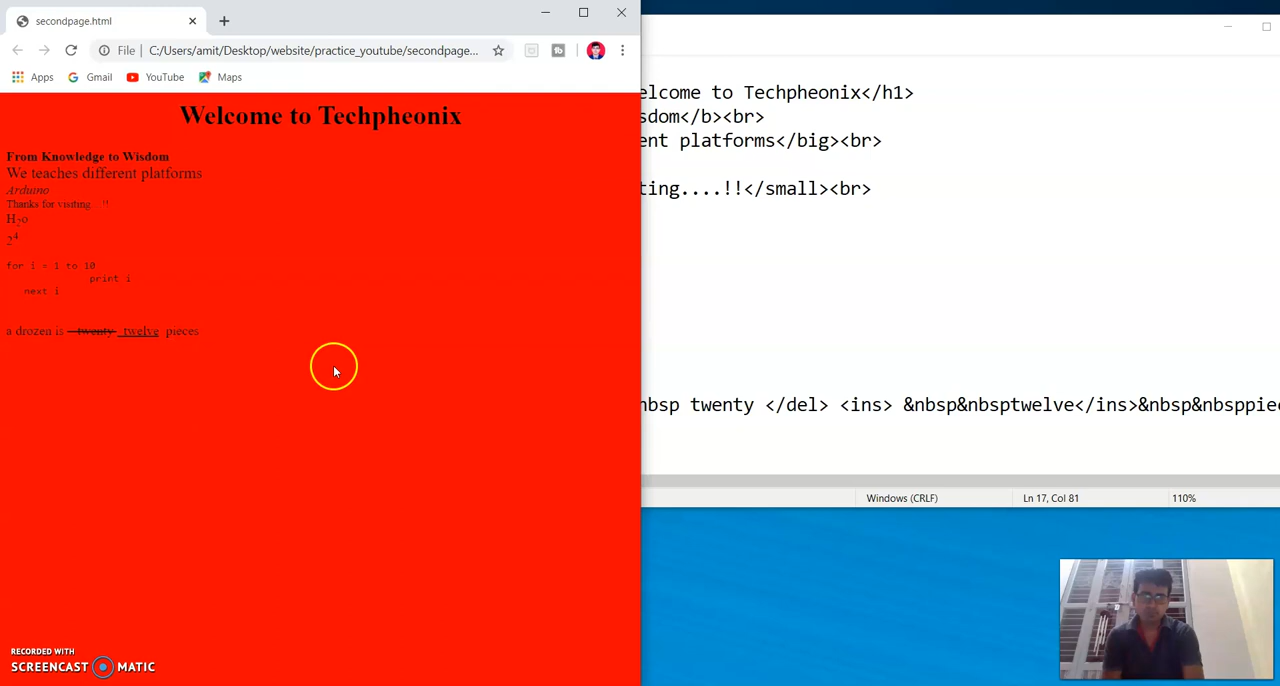 secondpage.html
File
C:/Users/amit/Desktop/website/practice_youtube/secondpage...
Apps
Gmail
YouTube
Maps
Welcome to Techpheonix
From Knowledge to Wisdom
We teaches different platforms
Arduino
Thanks for visiting....!!
H2o
2^4
for i = 1 to 10
print i
next i
a drozen is twenty twelve pieces
RECORDED WITH
SCREENCAST MATIC
elcome to Techpheonix</h1>
sdom</b><br>
ent platforms</big><br>
ting....!!</small><br>
nbsp twenty </del> <ins> &nbsp&nbsptwelve</ins>&nbsp&nbsppie
Windows (CRLF)
Ln 17, Col 81
110%